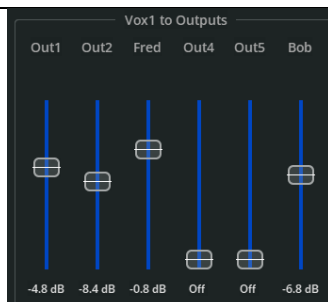 Vox1 to Outputs
Out1 Out2 Fred Out4 Out5 Bob
-4.8 dB -8.4 dB -0.8 dB Off Off -6.8 dB